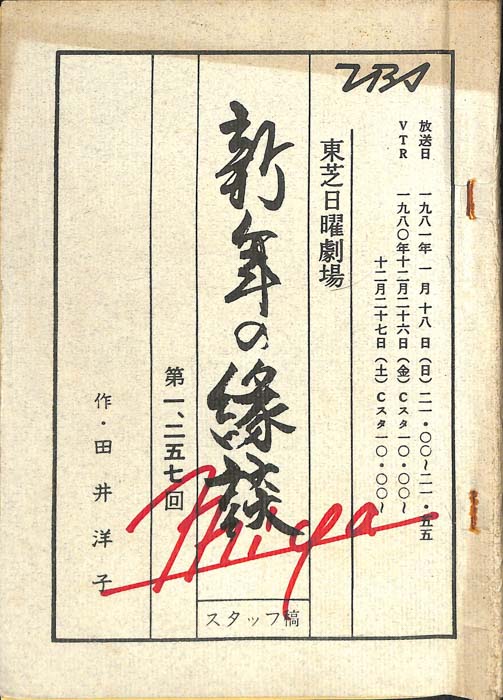 TBS
放送日　一九八一年 一月 十八日（日）二一・〇〇〜二一・五五
VTR　一九八〇年十二月二十六日（金）Cスタ一〇・〇〇〜
十二月二十七日（土）Cスタ一〇・〇〇〜
東芝日曜劇場
新年の縁談
第一、二五七回
作・田井洋子
スタッフ稿